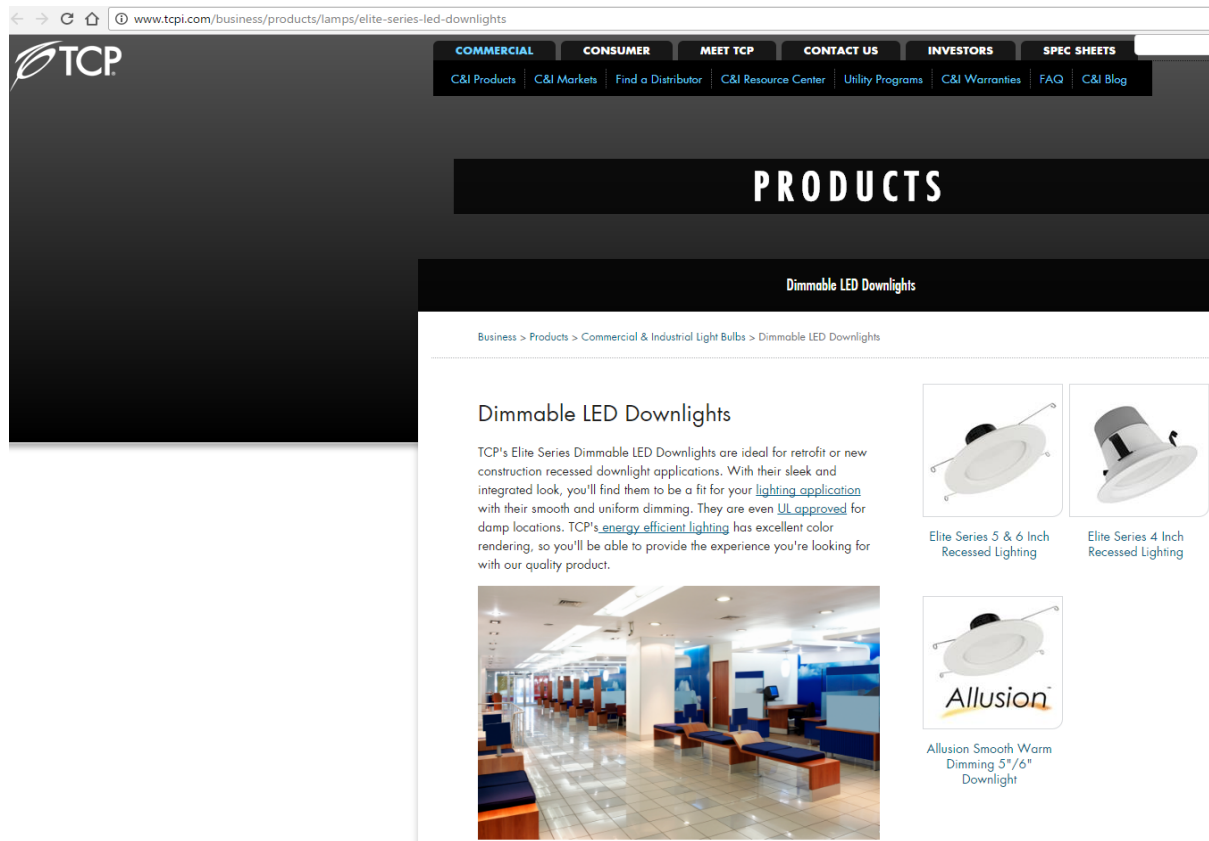 www.tcpi.com/business/products/lamps/elite-series-led-downlights
TCP
COMMERCIAL CONSUMER MEET TCP CONTACT US INVESTORS SPEC SHEETS
C&I Products C&I Markets Find a Distributor C&I Resource Center Utility Programs C&I Warranties FAQ C&I Blog
PRODUCTS
Dimmable LED Downlights
Business > Products > Commercial & Industrial Light Bulbs > Dimmable LED Downlights
Dimmable LED Downlights
TCP's Elite Series Dimmable LED Downlights are ideal for retrofit or new
construction recessed downlight applications. With their sleek and
integrated look, you'll find them to be a fit for your lighting application
with their smooth and uniform dimming. They are even UL approved for
damp locations. TCP's energy efficient lighting has excellent color
rendering, so you'll be able to provide the experience you're looking for
with our quality product.
Elite Series 5 & 6 Inch
Recessed Lighting
Elite Series 4 Inch
Recessed Lighting
Allusion™
Allusion Smooth Warm
Dimming 5"/6"
Downlight